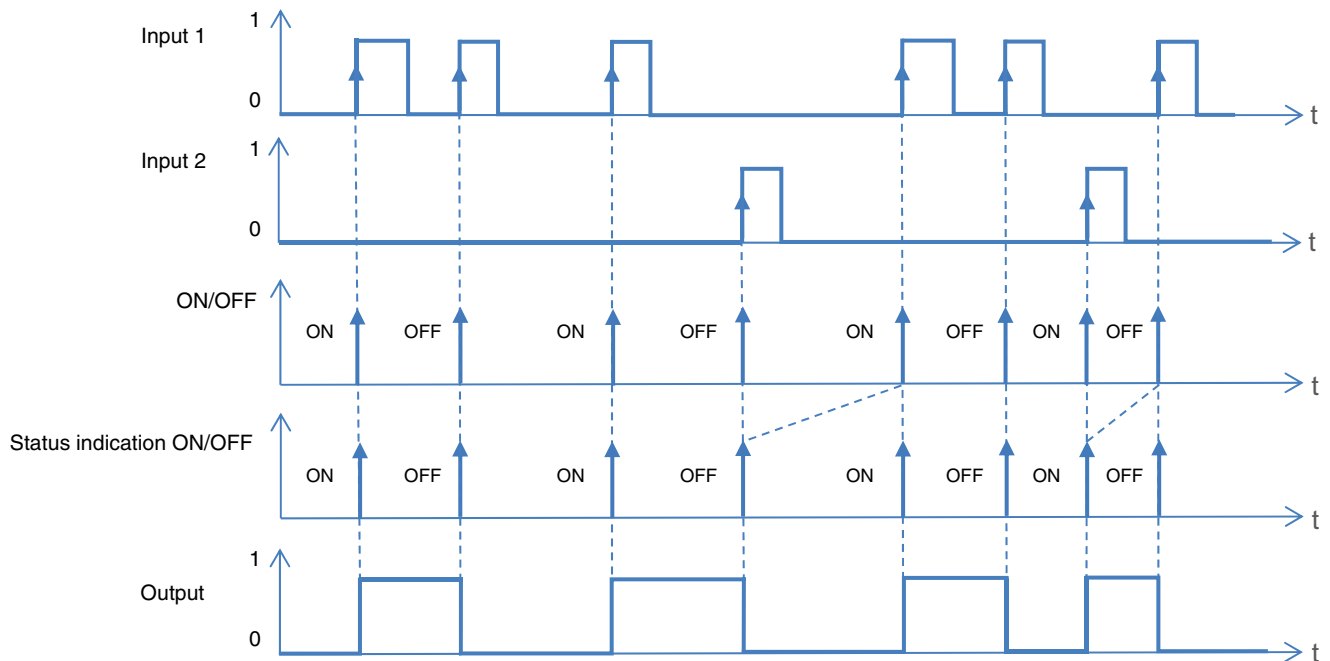 1
Input 1
0
t
1
Input 2
0
t
ON/OFF
ON OFF ON OFF ON OFF ON OFF
t
Status indication ON/OFF
ON OFF ON OFF ON OFF ON OFF
t
1
Output
0
t